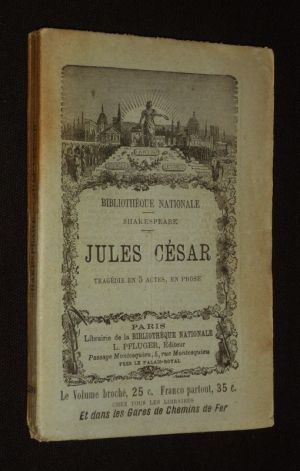 BIBLIOTHÈQUE NATIONALE
SHAKESPEARE
JULES CÉSAR
TRAGÉDIE EN 5 ACTES, EN PROSE
PARIS
Librairie de la BIBLIOTHÈQUE NATIONALE
L. PFLUGER, Éditeur
Passage Montesquieu, 5, rue Montesquieu
PRÈS LE PALAIS-ROYAL
Le Volume broché, 25 c. Franco partout, 35 c.
CHEZ TOUS LES LIBRAIRES
Et dans les Gares de Chemins de Fer